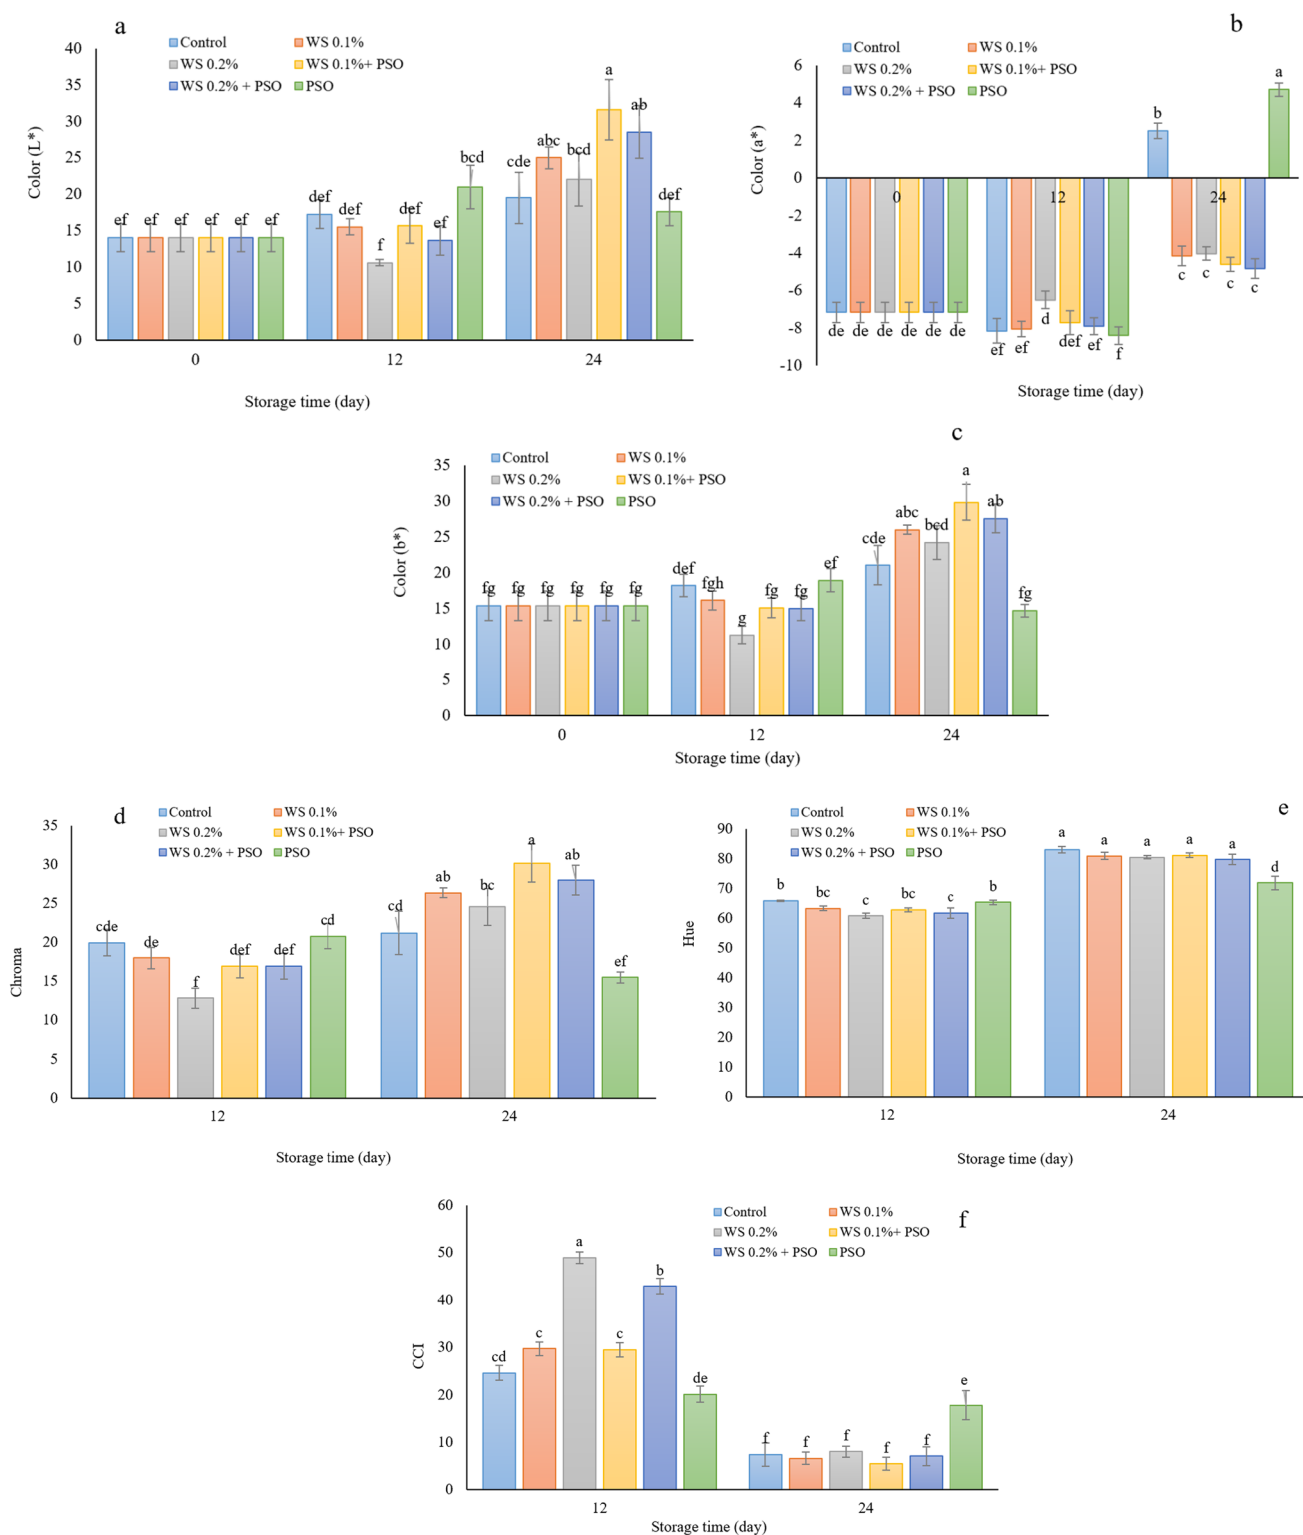 a
Control WS 0.1%
WS 0.2% WS 0.1%+ PSO
WS 0.2% + PSO PSO
Color (L*)
40
35
30
25
20
15
10
5
0
ef ef ef ef ef ef
def def f def ef bcd
cde abc bcd a ab def
0 12 24
Storage time (day)
b
Control WS 0.1%
WS 0.2% WS 0.1%+ PSO
WS 0.2% + PSO PSO
Color (a*)
6
4
2
0
-2
-4
-6
-8
-10
de de de de de de
ef ef d def ef f
b c c c c a
0 12 24
Storage time (day)
c
Control WS 0.1%
WS 0.2% WS 0.1%+ PSO
WS 0.2% + PSO PSO
Color (b*)
35
30
25
20
15
10
5
0
fg fg fg fg fg fg
def fgh g fg fg ef
cde abc bcd a ab fg
0 12 24
Storage time (day)
d
Control WS 0.1%
WS 0.2% WS 0.1%+ PSO
WS 0.2% + PSO PSO
Chroma
35
30
25
20
15
10
5
0
cde de f def def cd
cd ab bc a ab ef
12 24
Storage time (day)
e
Control WS 0.1%
WS 0.2% WS 0.1%+ PSO
WS 0.2% + PSO PSO
Hue
90
80
70
60
50
40
30
20
10
0
b bc c bc c b
a a a a a d
12 24
Storage time (day)
f
Control WS 0.1%
WS 0.2% WS 0.1%+ PSO
WS 0.2% + PSO PSO
CCI
60
50
40
30
20
10
0
cd c a c b de
f f f f f e
12 24
Storage time (day)